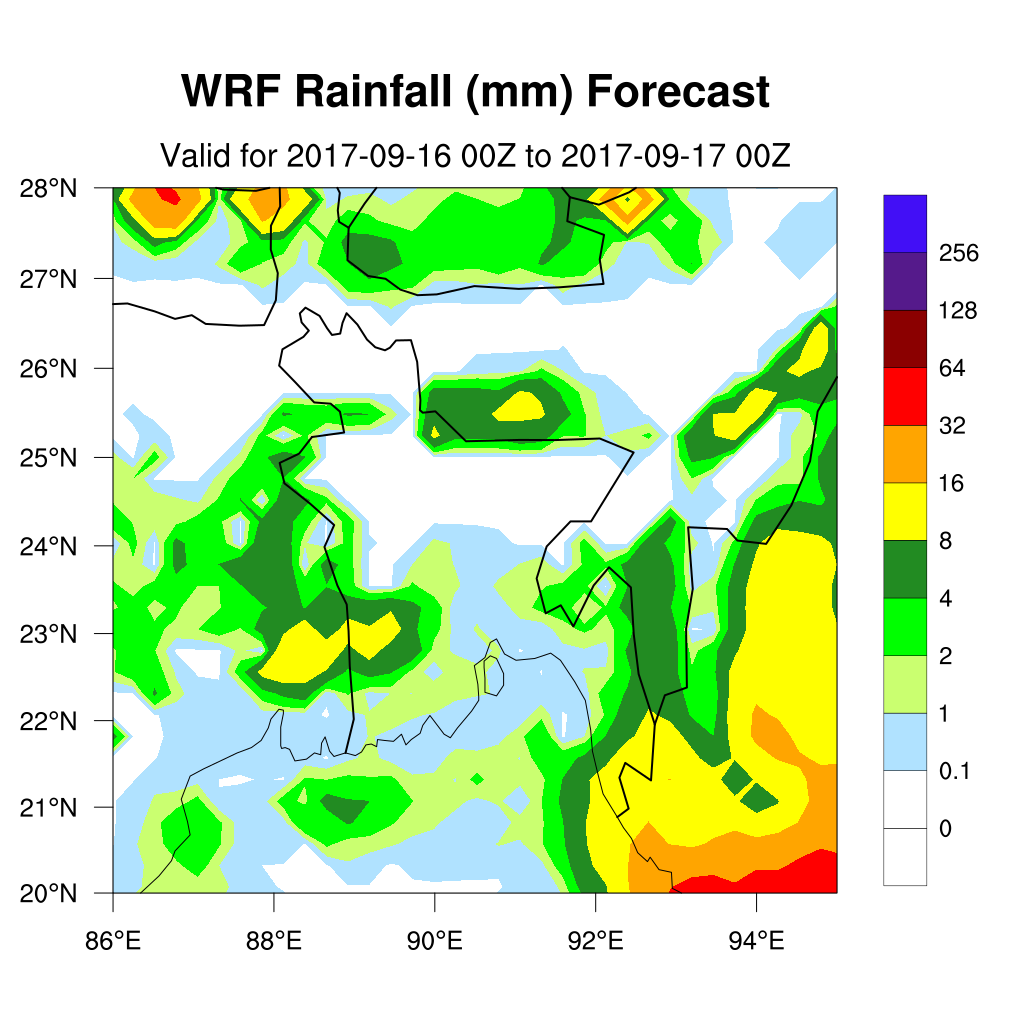 WRF Rainfall (mm) Forecast
Valid for 2017-09-16 00Z to 2017-09-17 00Z
28°N
27°N
26°N
25°N
24°N
23°N
22°N
21°N
20°N
86°E 88°E 90°E 92°E 94°E
256
128
64
32
16
8
4
2
1
0.1
0